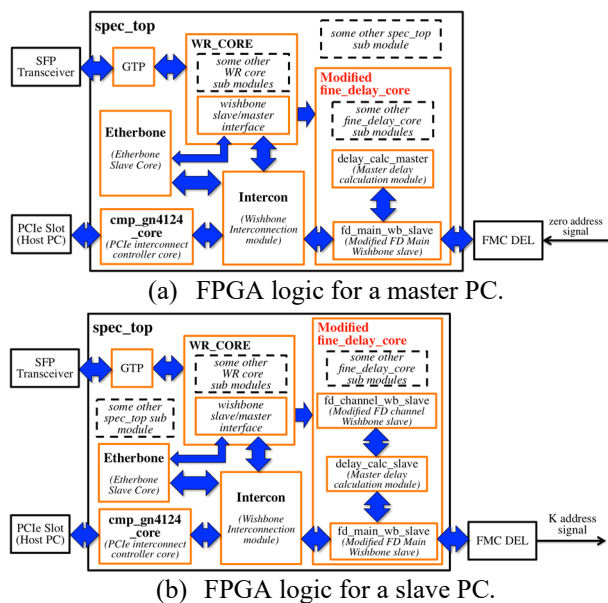 spec_top
some other
spec_top
sub module
SFP
Transceiver
GTP
WR_CORE
some other
WR core
sub modules
wishbone
slave/master
interface
Modified
fine_delay_core
some other
fine_delay_core
sub modules
delay_calc_master
(Master delay
calculation module)
Etherbone
(Etherbone
Slave Core)
Intercon
(Wishbone
Interconnection
module)
PCIe Slot
(Host PC)
cmp_gn4124
_core
(PCIe interconnect
controller core)
fd_main_wb_slave
(Modified FD Main
Wishbone slave)
FMC DEL
zero address
signal
(a) FPGA logic for a master PC.
spec_top
SFP
Transceiver
GTP
WR_CORE
some other
WR core
sub modules
wishbone
slave/master
interface
Modified
fine_delay_core
some other
fine_delay_core
sub modules
fd_channel_wb_slave
(Modified FD channel
Wishbone slave)
some other
spec_top sub
module
delay_calc_slave
(Master delay
calculation module)
Etherbone
(Etherbone
Slave Core)
Intercon
(Wishbone
Interconnection
module)
PCIe Slot
(Host PC)
cmp_gn4124
_core
(PCIe interconnect
controller core)
fd_main_wb_slave
(Modified FD Main
Wishbone slave)
FMC DEL
K address
signal
(b) FPGA logic for a slave PC.